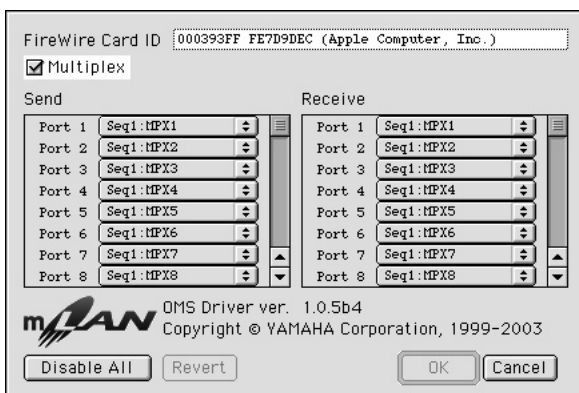 FireWire Card ID 000393FF FE7D9DEC (Apple Computer, Inc.)
Multiplex
Send Receive
Port 1 Seq1:MPX1 Port 1 Seq1:MPX1
Port 2 Seq1:MPX2 Port 2 Seq1:MPX2
Port 3 Seq1:MPX3 Port 3 Seq1:MPX3
Port 4 Seq1:MPX4 Port 4 Seq1:MPX4
Port 5 Seq1:MPX5 Port 5 Seq1:MPX5
Port 6 Seq1:MPX6 Port 6 Seq1:MPX6
Port 7 Seq1:MPX7 Port 7 Seq1:MPX7
Port 8 Seq1:MPX8 Port 8 Seq1:MPX8
mLAN OMS Driver ver. 1.0.5b4
Copyright © YAMAHA Corporation, 1999-2003
Disable All Revert OK Cancel